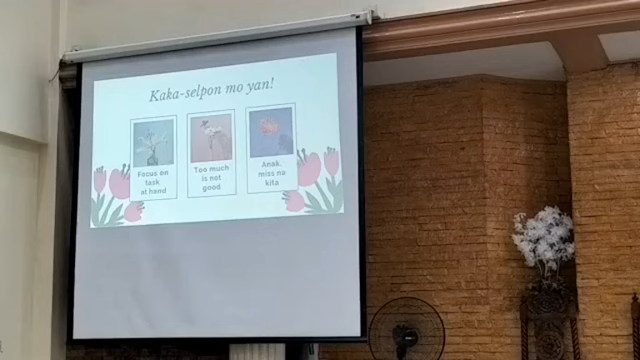 Kaka-selpon mo yan!
Focus on
task
at hand
Too much
is not
good
Anak,
miss na
kita